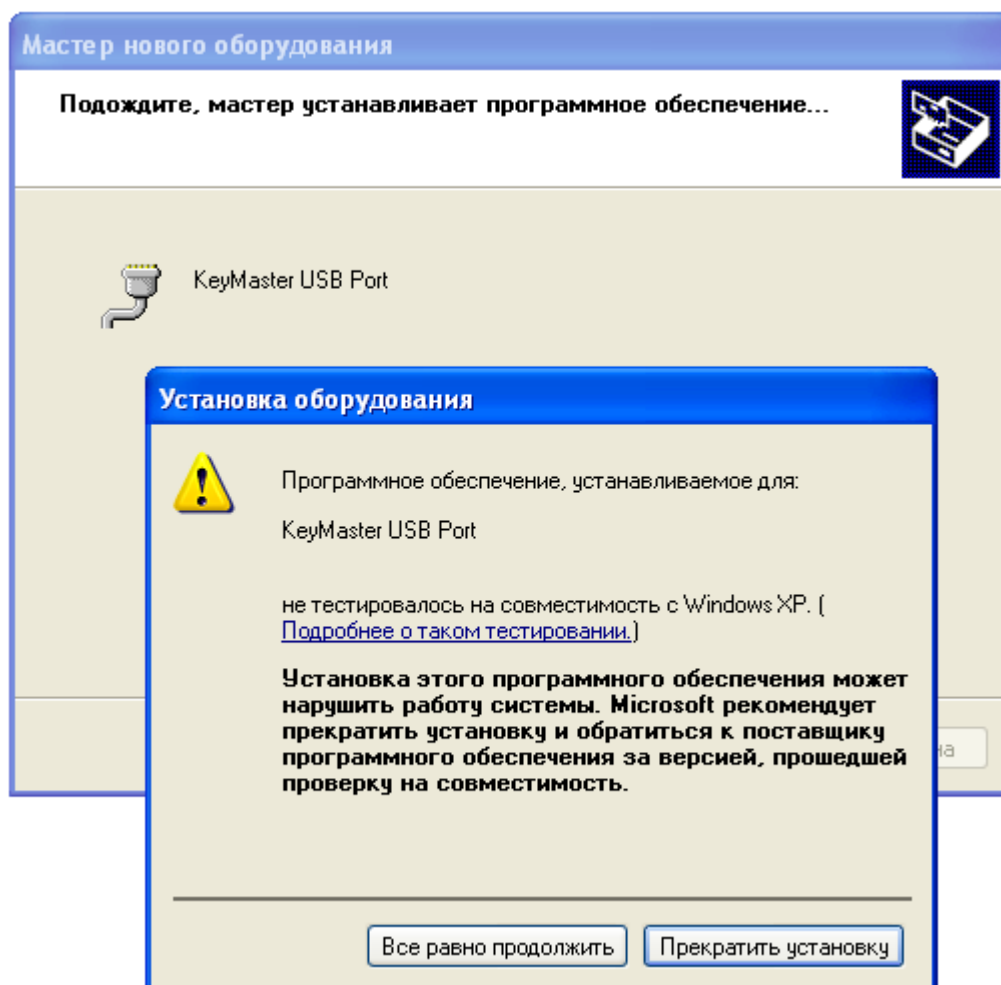 Мастер нового оборудования
Подождите, мастер устанавливает программное обеспечение...
KeyMaster USB Port
Установка оборудования
Программное обеспечение, устанавливаемое для:
KeyMaster USB Port
не тестировалось на совместимость с Windows XP. (
Подробнее о таком тестировании.)
Установка этого программного обеспечения может
нарушить работу системы. Microsoft рекомендует
прекратить установку и обратиться к поставщику
программного обеспечения за версией, прошедшей
проверку на совместимость.
Все равно продолжить
Прекратить установку